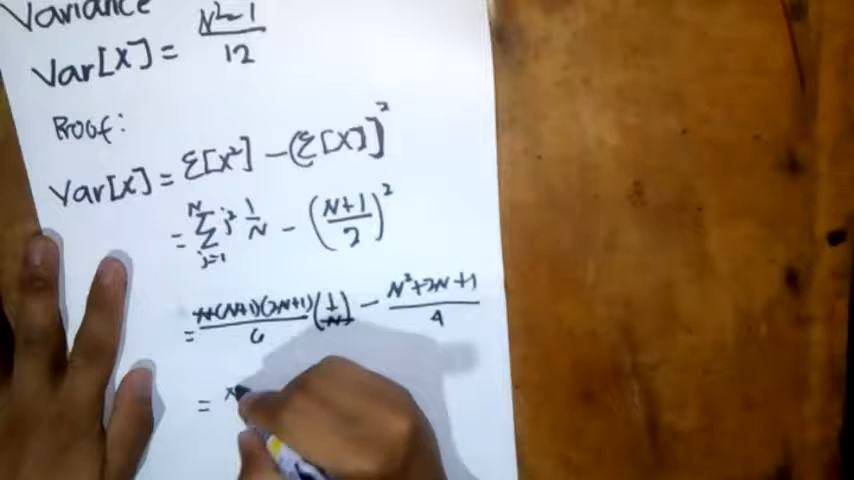 Variance
Var[X] = N²-1/12
Proof:
Var[X] = E[X²] - (E[X])²
= N∑j=1 j² 1/N - (N+1/2)²
= N(N+1)(2N+1)/6 (1/N) - N²+2N+1/4
=